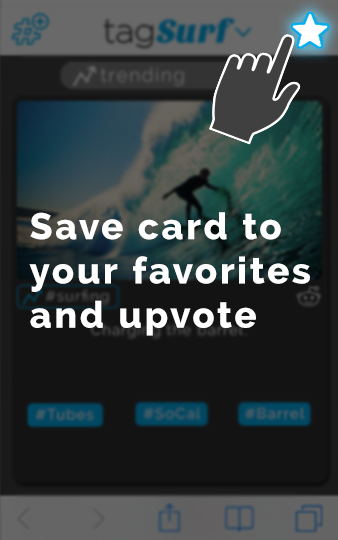 tagSurf
trending
Save card to
your favorites
#surfing
and upvote
Charging the barrel.
#Tubes #SoCal #Barrel